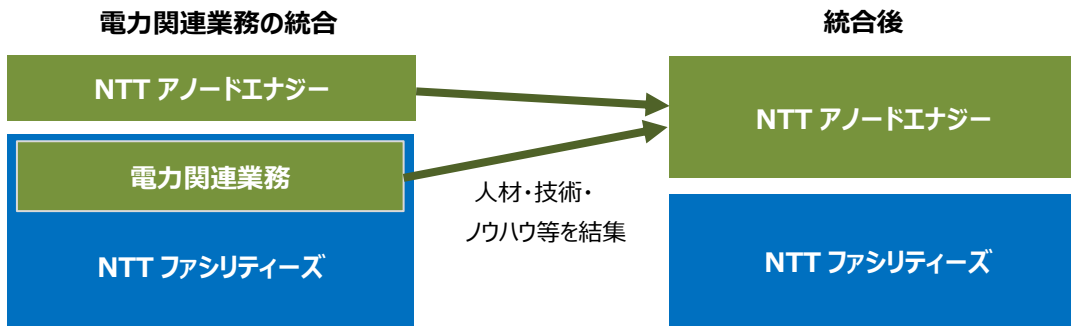 電力関連業務の統合
統合後
NTT アノードエナジー
電力関連業務
NTT ファシリティーズ
人材・技術・
ノウハウ等を結集
NTT アノードエナジー
NTT ファシリティーズ